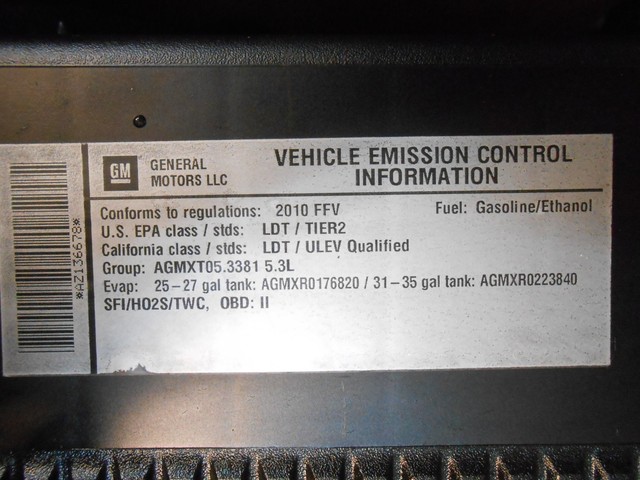 *AZ136678*
GM
GENERAL
MOTORS LLC
VEHICLE EMISSION CONTROL
INFORMATION
Conforms to regulations: 2010 FFV Fuel: Gasoline/Ethanol
U.S. EPA class / stds: LDT / TIER2
California class / stds: LDT / ULEV Qualified
Group: AGMXT05.3381 5.3L
Evap: 25-27 gal tank: AGMXR0176820 / 31-35 gal tank: AGMXR0223840
SFI/HO2S/TWC, OBD: II